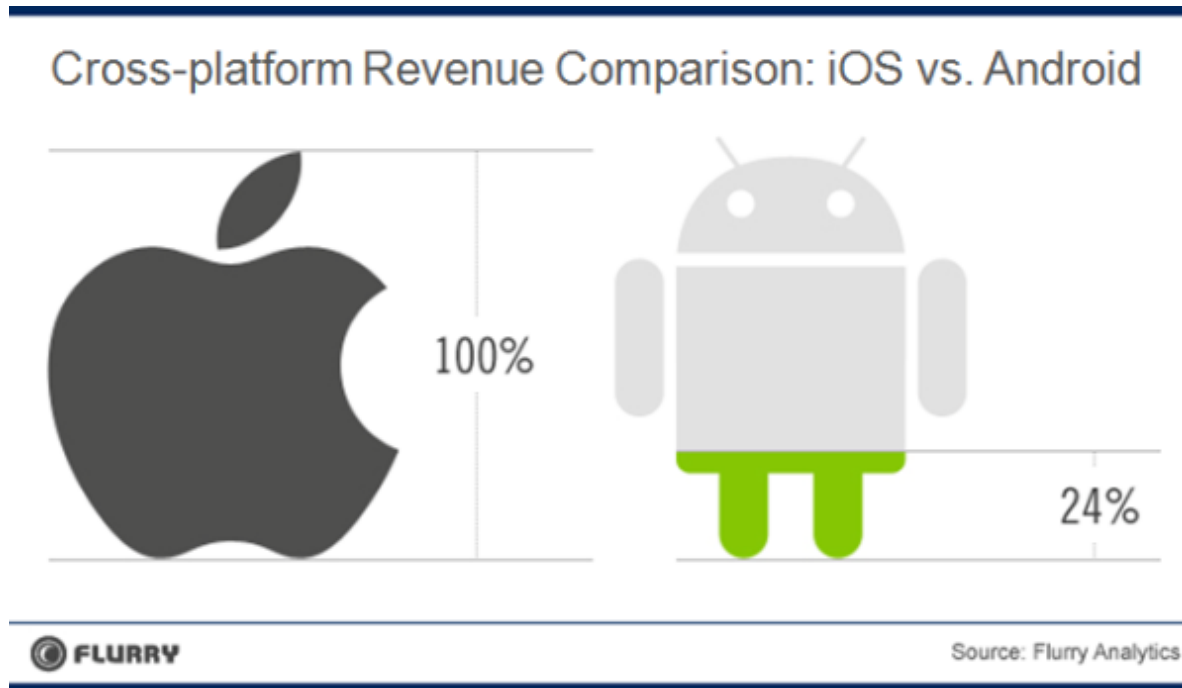 Cross-platform Revenue Comparison: iOS vs. Android
100%
24%
FLURRY
Source: Flurry Analytics